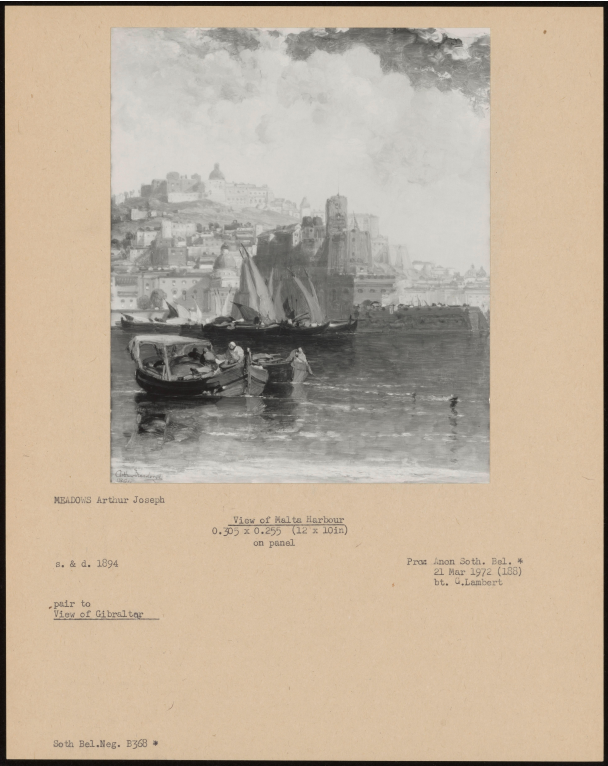 MEADOWS Arthur Joseph
View of Malta Harbour
0.305 x 0.255 (12 x 10in)
on panel
s. & d. 1894
Prov: Anon Soth. Bel. *
21 Mar 1972 (188)
bt. G.Lambert
pair to
View of Gibraltar
Soth Bel.Neg. B368 *